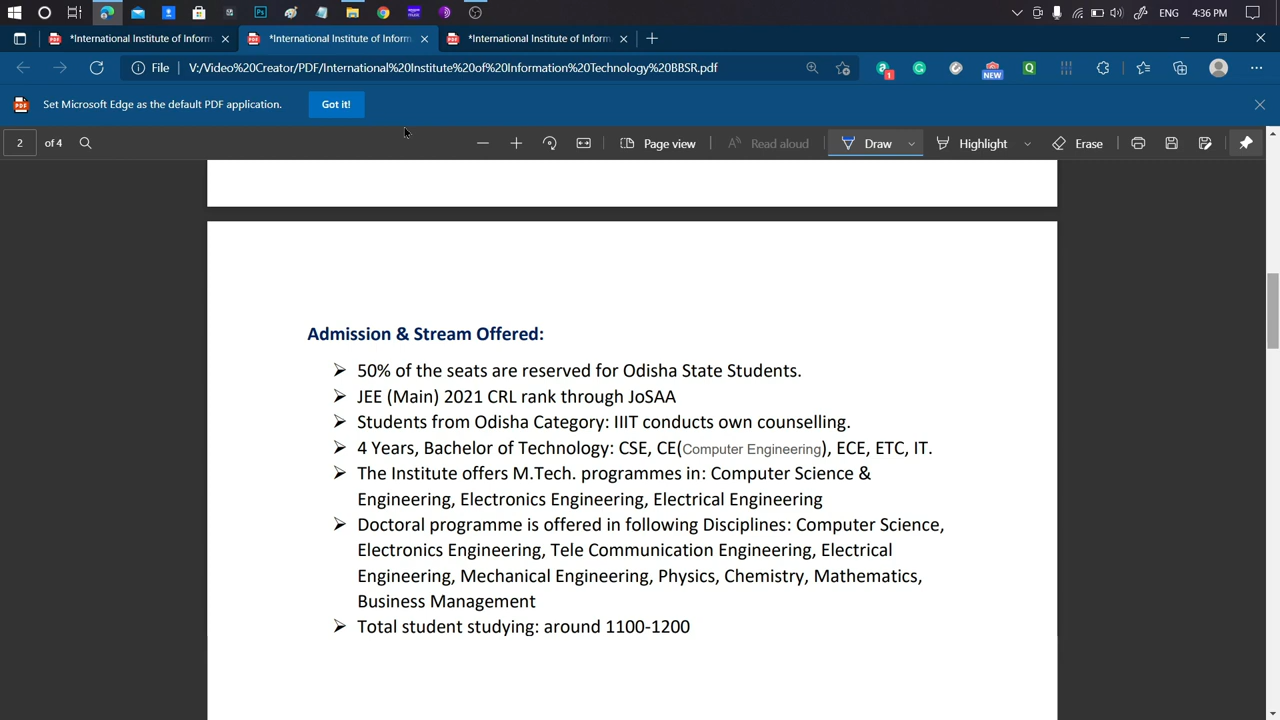 ENG 4:36 PM
*International Institute of Inform
*International Institute of Inform
*International Institute of Inform
File V:/Video%20Creator/PDF/International%20Institute%20of%20Information%20Technology%20BBSR.pdf
1
NEW
Q
Set Microsoft Edge as the default PDF application. Got it!
2 of 4 Page view Read aloud Draw Highlight Erase
Admission & Stream Offered:
50% of the seats are reserved for Odisha State Students.
JEE (Main) 2021 CRL rank through JoSAA
Students from Odisha Category: IIIT conducts own counselling.
4 Years, Bachelor of Technology: CSE, CE(Computer Engineering), ECE, ETC, IT.
The Institute offers M.Tech. programmes in: Computer Science &
Engineering, Electronics Engineering, Electrical Engineering
Doctoral programme is offered in following Disciplines: Computer Science,
Electronics Engineering, Tele Communication Engineering, Electrical
Engineering, Mechanical Engineering, Physics, Chemistry, Mathematics,
Business Management
Total student studying: around 1100-1200